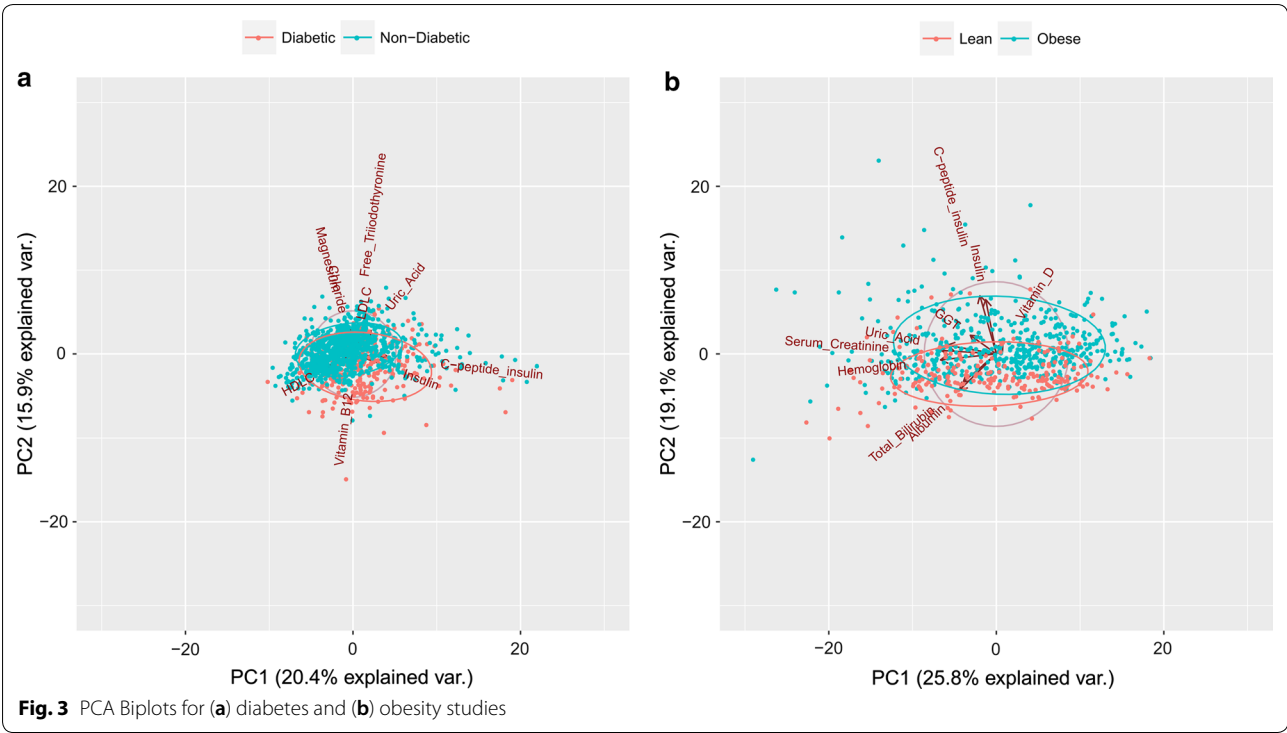 Diabetic Non−Diabetic
Lean Obese
a
b
PC2 (15.9% explained var.)
20
0
−20
Magnesium
Chloride
LDLC
Free_Triiodothyronine
Uric_Acid
HDLC
Vitamin_B12
Insulin
C−peptide_insulin
−20 0 20
PC1 (20.4% explained var.)
PC2 (19.1% explained var.)
20
0
−20
C−peptide_insulin
Insulin
Vitamin_D
GGT
Uric_Acid
Serum_Creatinine
Hemoglobin
Total_Bilirubin
Albumin
−20 0 20
PC1 (25.8% explained var.)
Fig. 3 PCA Biplots for (a) diabetes and (b) obesity studies